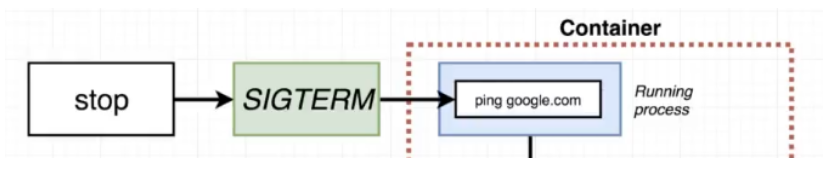 Container
stop
SIGTERM
ping google.com
Running
process